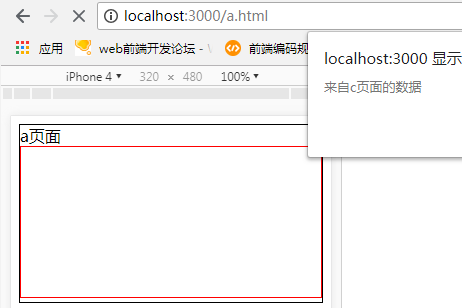 localhost:3000/a.html
应用 web前端开发论坛 - \ 前端编码规
localhost:3000 显示
来自c页面的数据
iPhone 4 ▼ 320 × 480 100% ▼
a页面